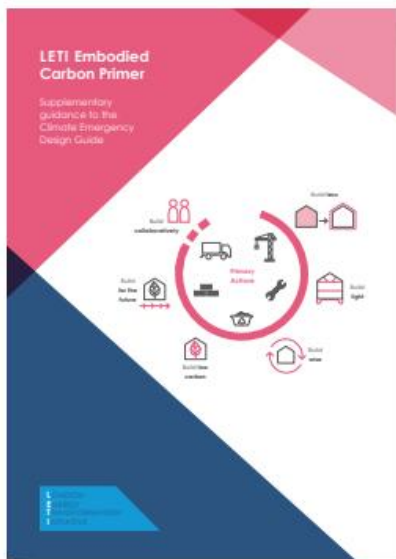 LETI Embodied
Carbon Primer
Supplementary
guidance to the
Climate Emergency
Design Guide
Build
collaboratively
Build less
Build
for the
future
Primary
Actions
Build
light
Build low
carbon
Build
wise
LONDON
ENERGY
TRANSFORMATION
INITIATIVE